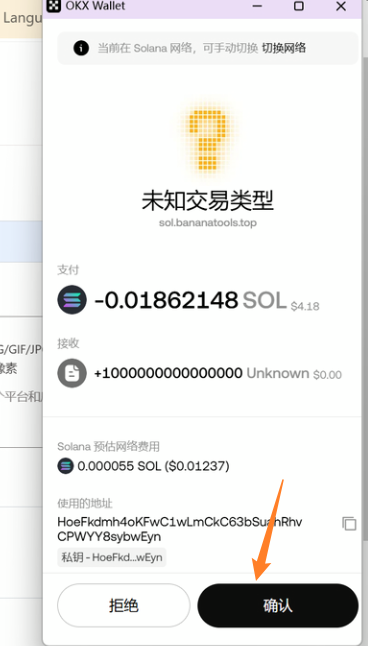 OKX Wallet
Langu
当前在 Solana 网络，可手动切换 切换网络
未知交易类型
sol.bananatools.top
支付
-0.01862148 SOL $4.18
接收
+1000000000000000 Unknown $0.00
G/GIF/JP
像素
个平台和
Solana 预估网络费用
0.000055 SOL ($0.01237)
使用的地址
HoeFkdmh4oKFwC1wLmCkC63bSuahRhv
CPWYY8sybwEyn
私钥 - HoeFkd...wEyn
拒绝
确认